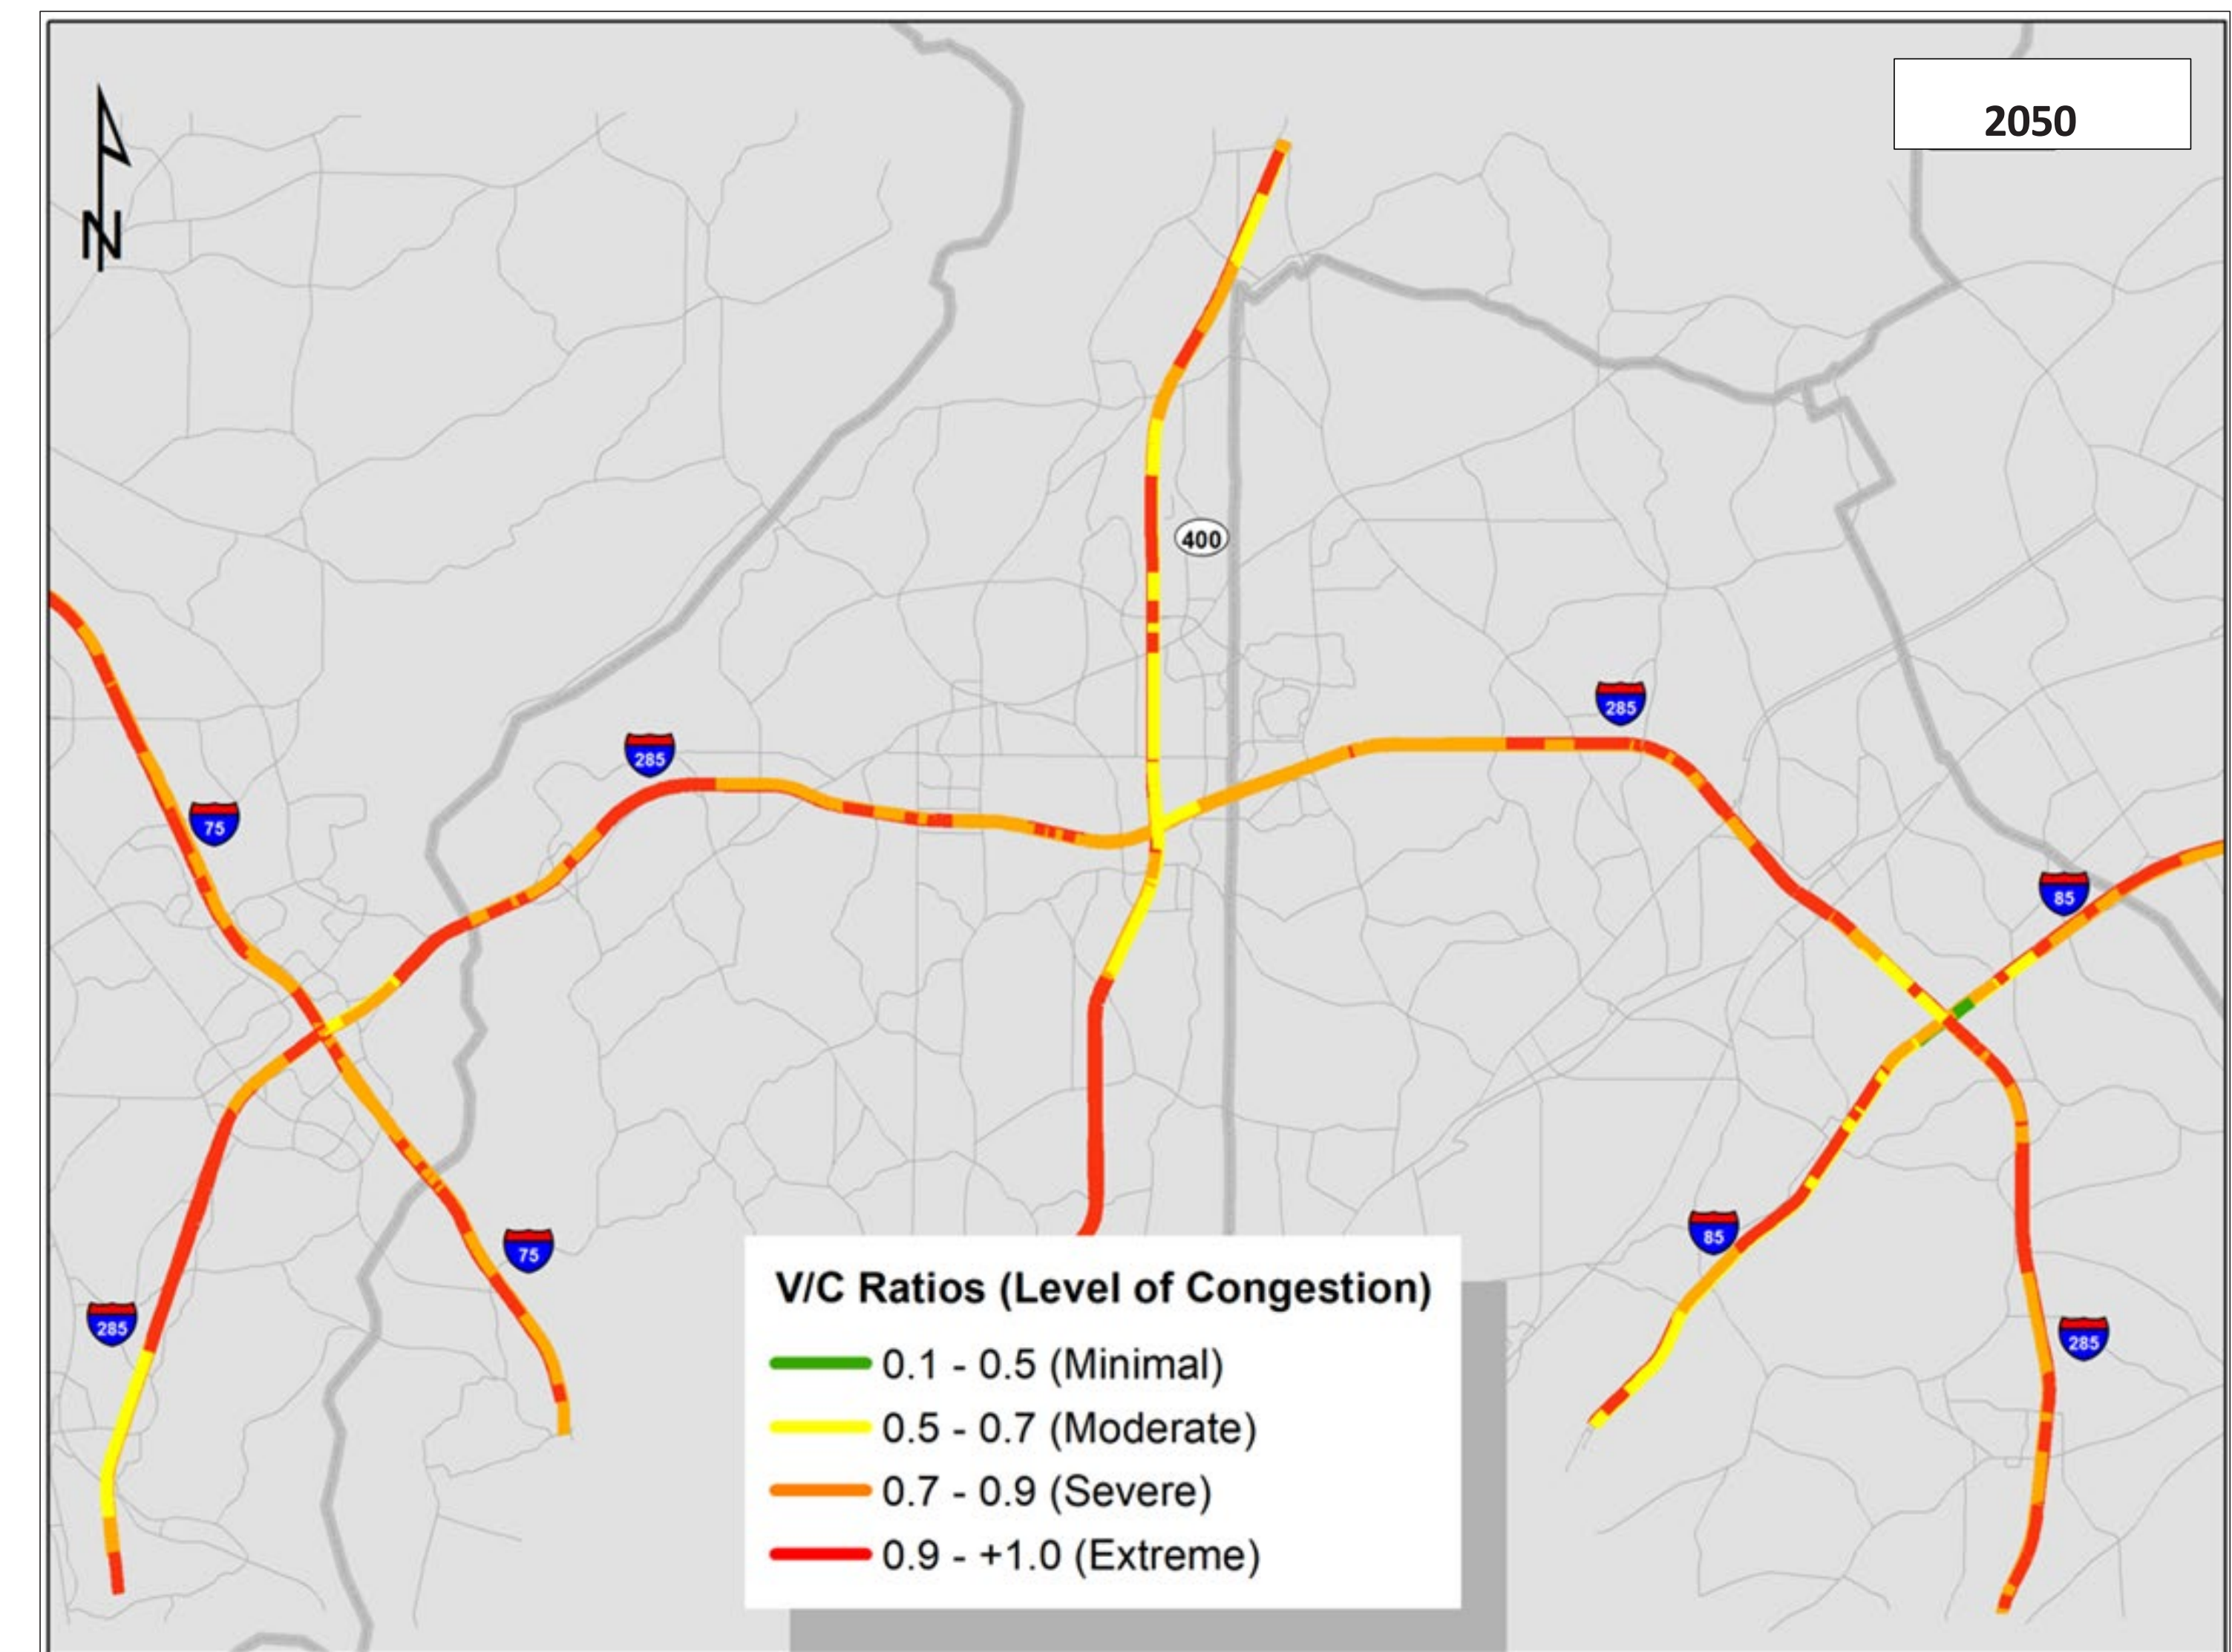 2050
N
400
285
285
75
85
75
85
285
285
V/C Ratios (Level of Congestion)
0.1 - 0.5 (Minimal)
0.5 - 0.7 (Moderate)
0.7 - 0.9 (Severe)
0.9 - +1.0 (Extreme)